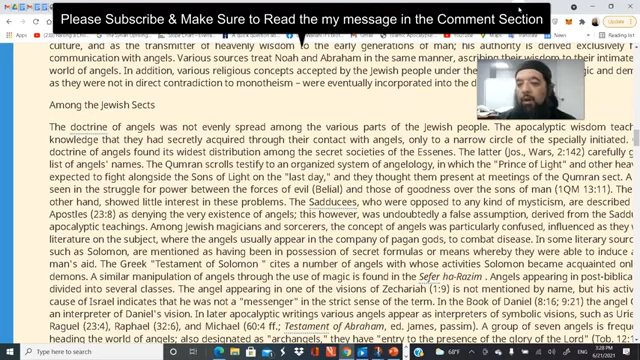 Please Subscribe & Make Sure to Read the my message in the Comment Section
culture, and as the transmitter of heavenly wisdom to the early generations of man; his authority is derived exclusively f
communication with angels. Various sources treat Noah and Abraham in the same manner, ascribing their wisdom to their intimate
world of angels. In addition, various religious concepts accepted by the Jewish people under the
gic and dem
as they were not in direct contradiction to monotheism – were eventually incorporated into the d
Among the Jewish Sects
The doctrine of angels was not evenly spread among the various parts of the Jewish people. The apocalyptic wisdom teac
knowledge that they had secretly acquired through their contact with angels, only to a narrow circle of the specially initiated.
doctrine of angels found its widest distribution among the secret societies of the Essenes. The latter (Jos., Wars, 2:142) carefully g
list of angels' names. The Qumran scrolls testify to an organized system of angelology, in which the "Prince of Light" and other heav
expected to fight alongside the Sons of Light on the "last day," and they thought them present at meetings of the Qumran sect. A
seen in the struggle for power between the forces of evil (Belial) and those of goodness over the sons of man (1QM 13:11). The
other hand, showed little interest in these problems. The Sadducees, who were opposed to any kind of mysticism, are described
Apostles (23:8) as denying the very existence of angels; this however, was undoubtedly a false assumption, derived from the Saddu
apocalyptic teachings. Among Jewish magicians and sorcerers, the concept of angels was particularly confused, influenced as they w
literature on the subject, where the angels usually appear in the company of pagan gods, to combat disease. In some literary sourc
such as Solomon, are mentioned as having been in possession of secret formulas or means whereby they were able to induce a
man's aid. The Greek "Testament of Solomon" cites a number of angels with whose activities Solomon became acquainted onl
demons. A similar manipulation of angels through the use of magic is found in the Sefer ha-Razim. Angels appearing in post-biblica
divided into several classes. The angel appearing in one of the visions of Zechariah (1:9) is not mentioned by name, but his activ
cause of Israel indicates that he was not a "messenger" in the strict sense of the term. In the Book of Daniel (8:16; 9:21) the angel G
an interpreter of Daniel's vision. In later apocalyptic writings various angels appear as interpreters of symbolic visions, such as Urie
Raguel (23:4), Raphael (32:6), and Michael (60:4 ff.; Testament of Abraham, ed. James, passim). A group of seven angels is freque
heading the world of angels; also designated as "archangels," they have "entry to the presence of the glory of the Lord" (Tob. 12:1
68°F
3:28 PM
6/21/2021